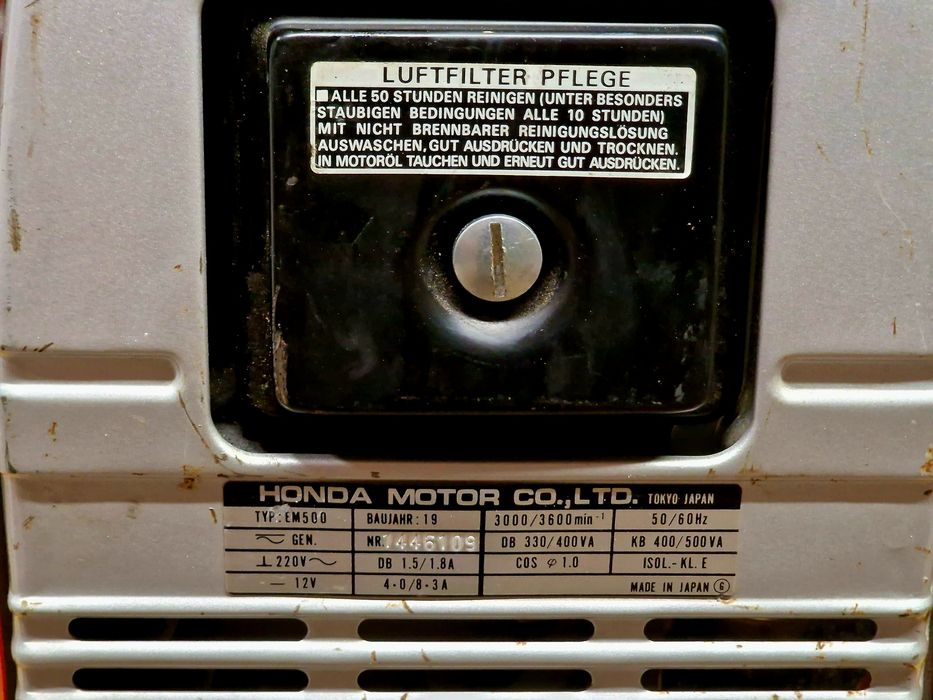 LUFTFILTER PFLEGE
ALLE 50 STUNDEN REINIGEN (UNTER BESONDERS
STAUBIGEN BEDINGUNGEN ALLE 10 STUNDEN)
MIT NICHT BRENNBARER REINIGUNGSLÖSUNG
AUSWASCHEN, GUT AUSDRÜCKEN UND TROCKNEN.
IN MOTORÖL TAUCHEN UND ERNEUT GUT AUSDRÜCKEN.
HONDA MOTOR CO.,LTD. TOKYO JAPAN
TYP: EM500 BAUJAHR: 19 3000/3600min-1 50/60Hz
GEN. NR. 1446109 DB 330/400VA KB 400/500VA
⊥ 220V ~ DB 1.5/1.8A COS φ 1.0 ISOL.- KL. E
— 12V 4.0/8.3A MADE IN JAPAN G